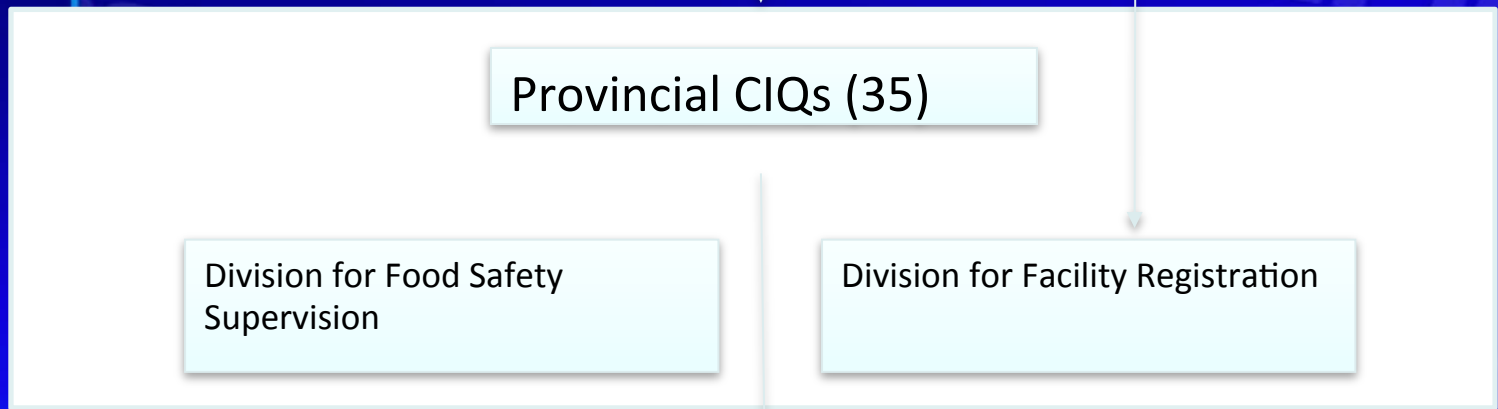 Provincial CIQs (35)
Division for Food Safety
Supervision
Division for Facility Registration